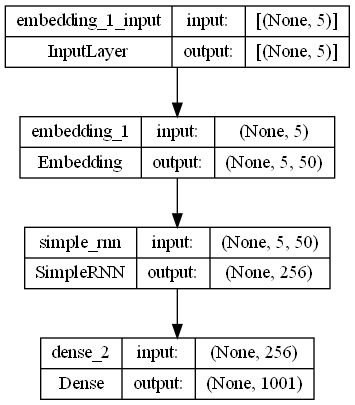 embedding_1_input input: [(None, 5)]
InputLayer output: [(None, 5)]
embedding_1 input: (None, 5)
Embedding output: (None, 5, 50)
simple_rnn input: (None, 5, 50)
SimpleRNN output: (None, 256)
dense_2 input: (None, 256)
Dense output: (None, 1001)